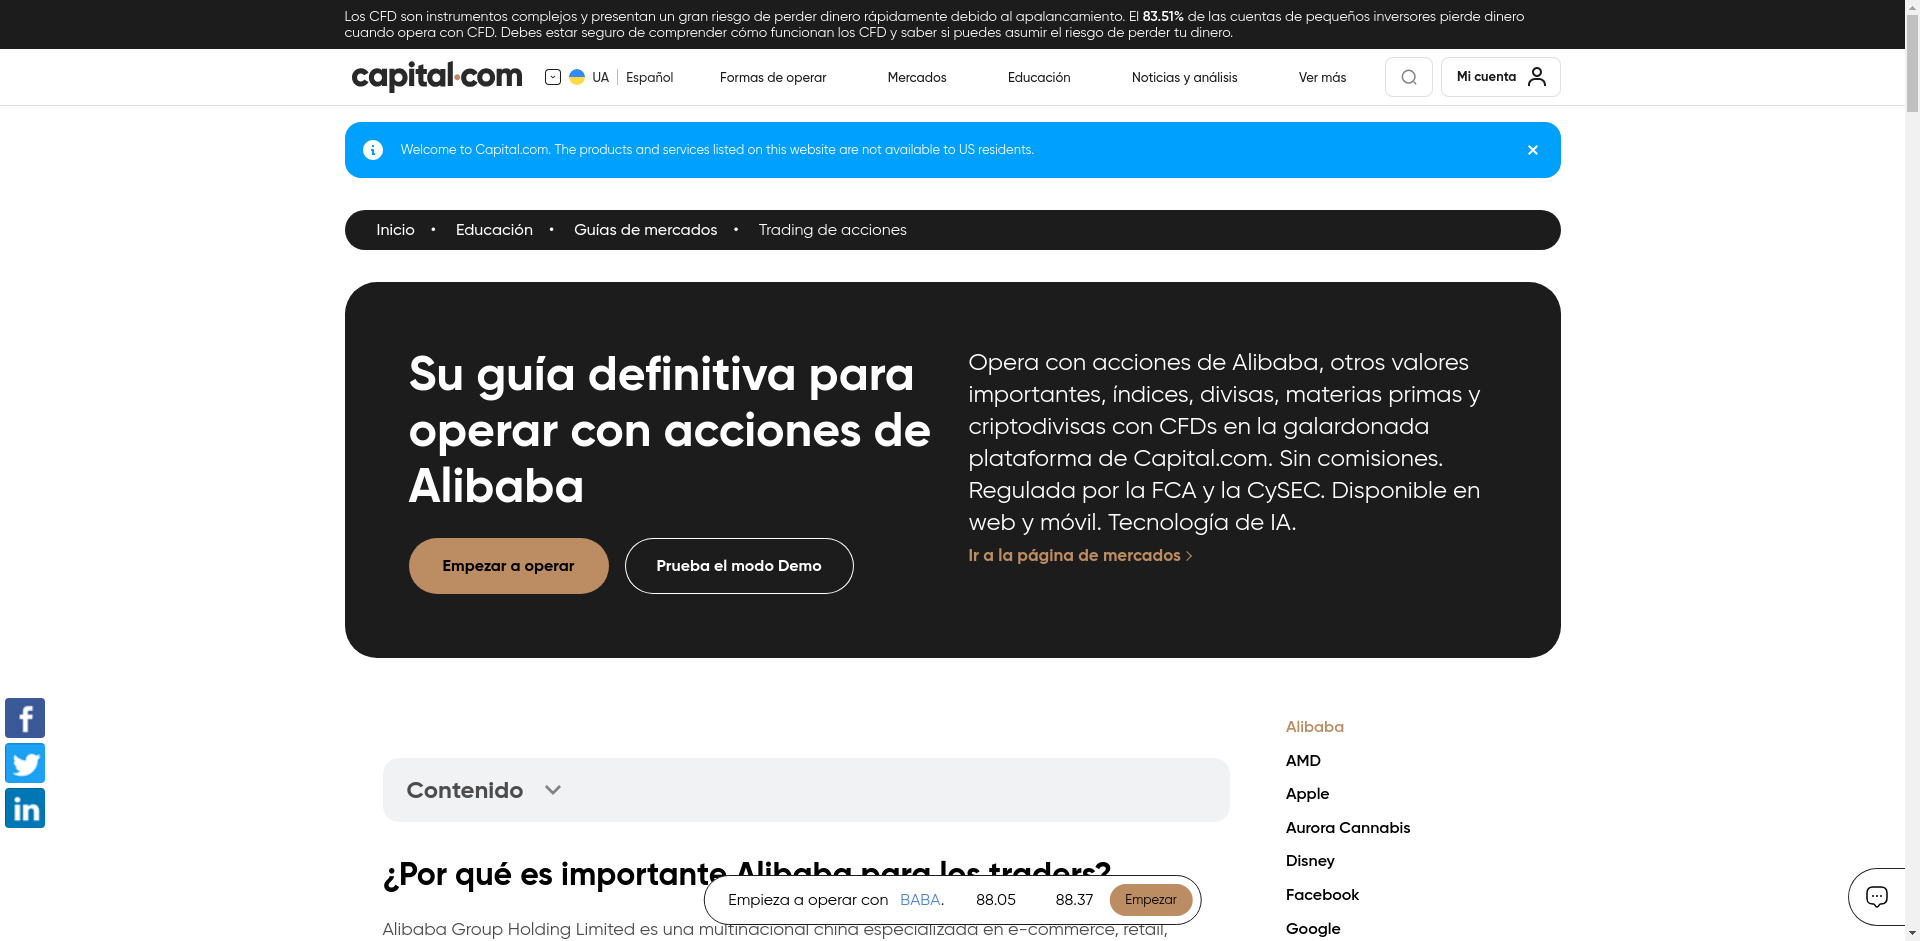 Los CFD son instrumentos complejos y presentan un gran riesgo de perder dinero rápidamente debido al apalancamiento. El 83.51% de las cuentas de pequeños inversores pierde dinero
cuando opera con CFD. Debes estar seguro de comprender cómo funcionan los CFD y saber si puedes asumir el riesgo de perder tu dinero.
capital.com UA Español Formas de operar Mercados Educación Noticias y análisis Ver más Mi cuenta
Welcome to Capital.com. The products and services listed on this website are not available to US residents.
Inicio • Educación • Guías de mercados • Trading de acciones
Su guía definitiva para
operar con acciones de
Alibaba
Empezar a operar
Prueba el modo Demo
Opera con acciones de Alibaba, otros valores
importantes, índices, divisas, materias primas y
criptodivisas con CFDs en la galardonada
plataforma de Capital.com. Sin comisiones.
Regulada por la FCA y la CySEC. Disponible en
web y móvil. Tecnología de IA.
Ir a la página de mercados
Contenido
¿Por qué es importante Alibaba para los traders?
Alibaba Group Holding Limited es una multinacional china especializada en e-commerce, retail,
Alibaba
AMD
Apple
Aurora Cannabis
Disney
Facebook
Google
Empieza a operar con BABA. 88.05 88.37 Empezar